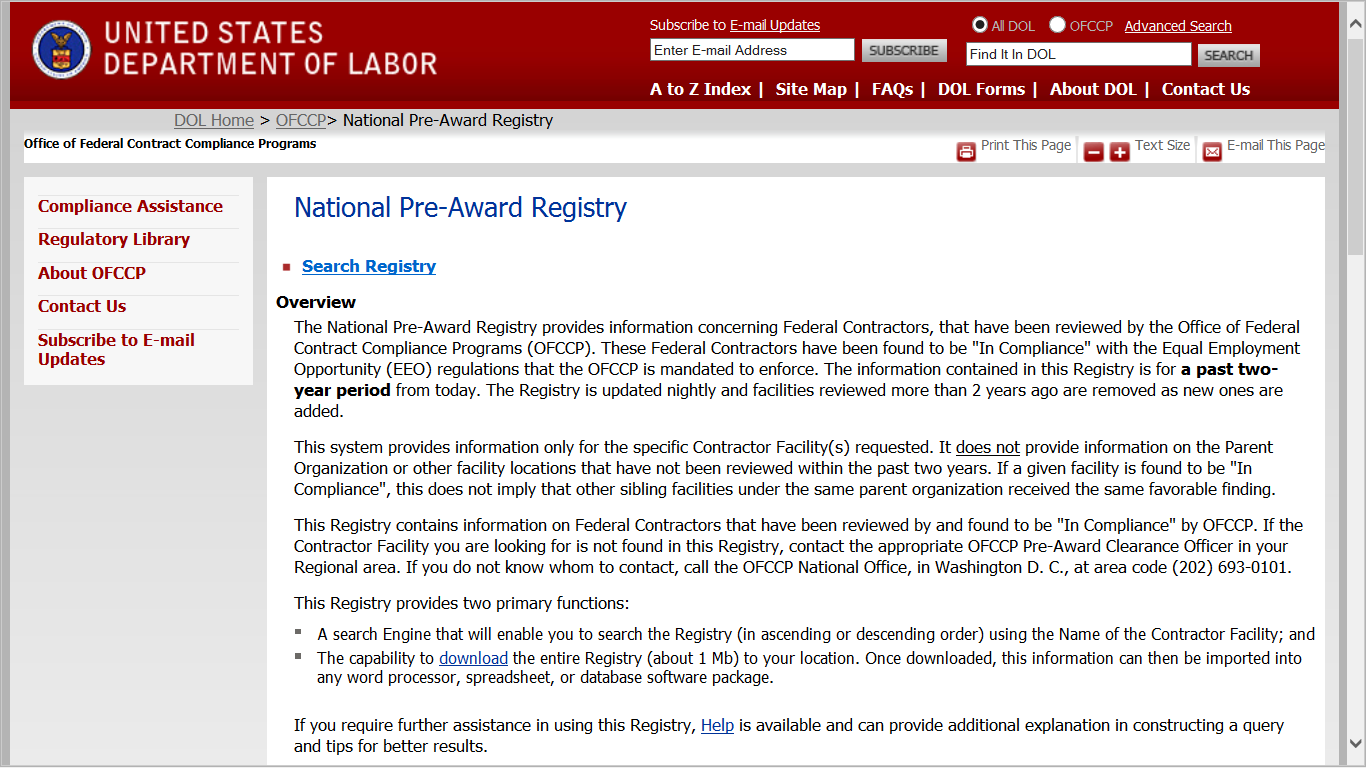 UNITED STATES
DEPARTMENT OF LABOR
Subscribe to E-mail Updates
Enter E-mail Address
SUBSCRIBE
All DOL OFCCP Advanced Search
Find It In DOL
SEARCH
A to Z Index | Site Map | FAQs | DOL Forms | About DOL | Contact Us
DOL Home > OFCCP> National Pre-Award Registry
Office of Federal Contract Compliance Programs
Print This Page
Text Size
E-mail This Page
Compliance Assistance
Regulatory Library
About OFCCP
Contact Us
Subscribe to E-mail
Updates
National Pre-Award Registry
Search Registry
Overview
The National Pre-Award Registry provides information concerning Federal Contractors, that have been reviewed by the Office of Federal
Contract Compliance Programs (OFCCP). These Federal Contractors have been found to be "In Compliance" with the Equal Employment
Opportunity (EEO) regulations that the OFCCP is mandated to enforce. The information contained in this Registry is for a past two-
year period from today. The Registry is updated nightly and facilities reviewed more than 2 years ago are removed as new ones are
added.
This system provides information only for the specific Contractor Facility(s) requested. It does not provide information on the Parent
Organization or other facility locations that have not been reviewed within the past two years. If a given facility is found to be "In
Compliance", this does not imply that other sibling facilities under the same parent organization received the same favorable finding.
This Registry contains information on Federal Contractors that have been reviewed by and found to be "In Compliance" by OFCCP. If the
Contractor Facility you are looking for is not found in this Registry, contact the appropriate OFCCP Pre-Award Clearance Officer in your
Regional area. If you do not know whom to contact, call the OFCCP National Office, in Washington D. C., at area code (202) 693-0101.
This Registry provides two primary functions:
A search Engine that will enable you to search the Registry (in ascending or descending order) using the Name of the Contractor Facility; and
The capability to download the entire Registry (about 1 Mb) to your location. Once downloaded, this information can then be imported into
any word processor, spreadsheet, or database software package.
If you require further assistance in using this Registry, Help is available and can provide additional explanation in constructing a query
and tips for better results.